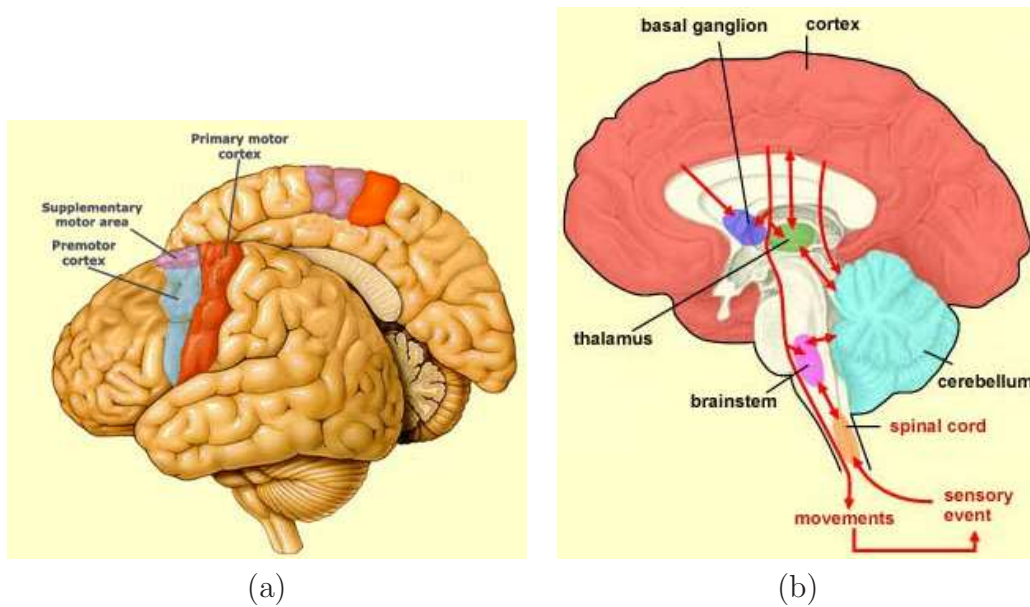 Primary motor
cortex
Supplementary
motor area
Premotor
cortex
(a)
basal ganglion
cortex
thalamus
brainstem
cerebellum
spinal cord
movements
sensory
event
(b)